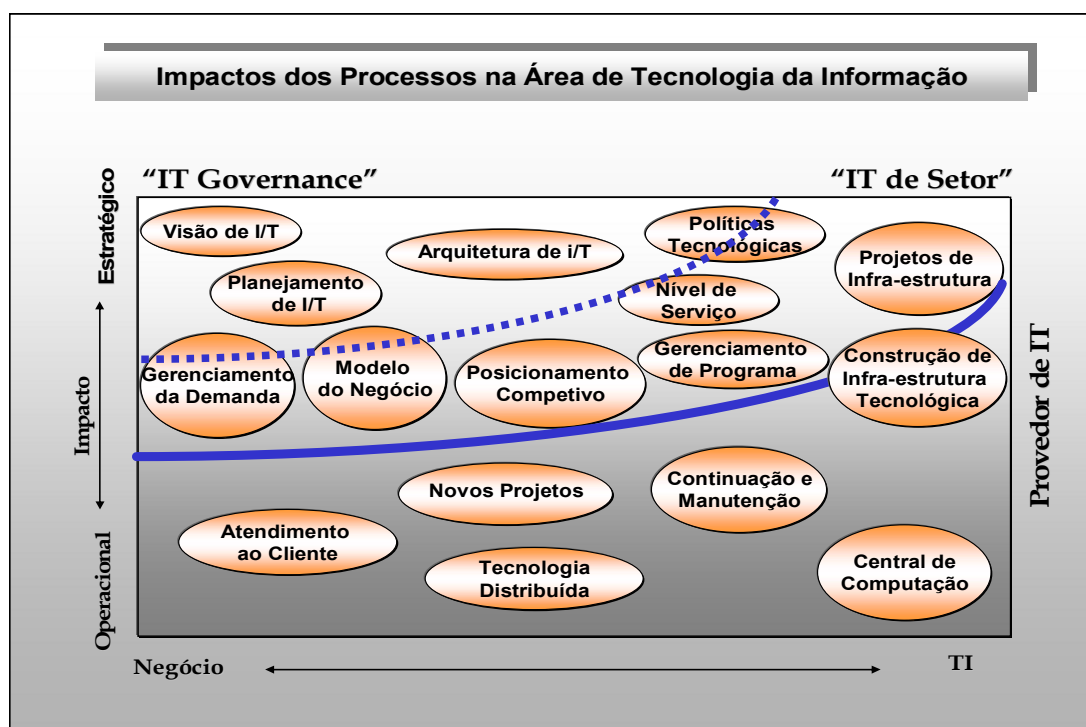 Impactos dos Processos na Área de Tecnologia da Informação
“IT Governance”
“IT de Setor”
Estratégico
Impacto
Operacional
Provedor de IT
Visão de I/T
Arquitetura de i/T
Políticas
Tecnológicas
Projetos de
Infra-estrutura
Planejamento
de I/T
Nível de
Serviço
Gerenciamento
da Demanda
Modelo
do Negócio
Posicionamento
Competivo
Gerenciamento
de Programa
Construção de
Infra-estrutura
Tecnológica
Novos Projetos
Continuação e
Manutenção
Atendimento
ao Cliente
Tecnologia
Distribuída
Central de
Computação
Negócio
TI